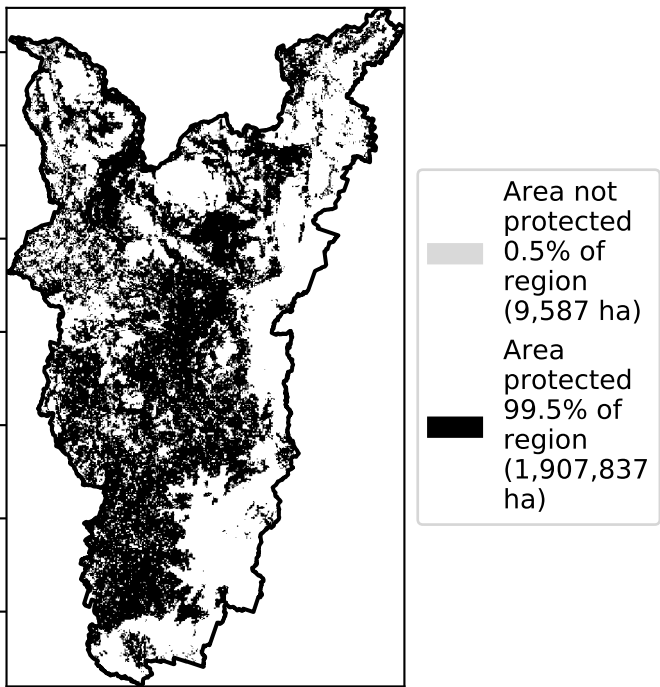 Area not
protected
0.5% of
region
(9,587 ha)
Area
protected
99.5% of
region
(1,907,837
ha)